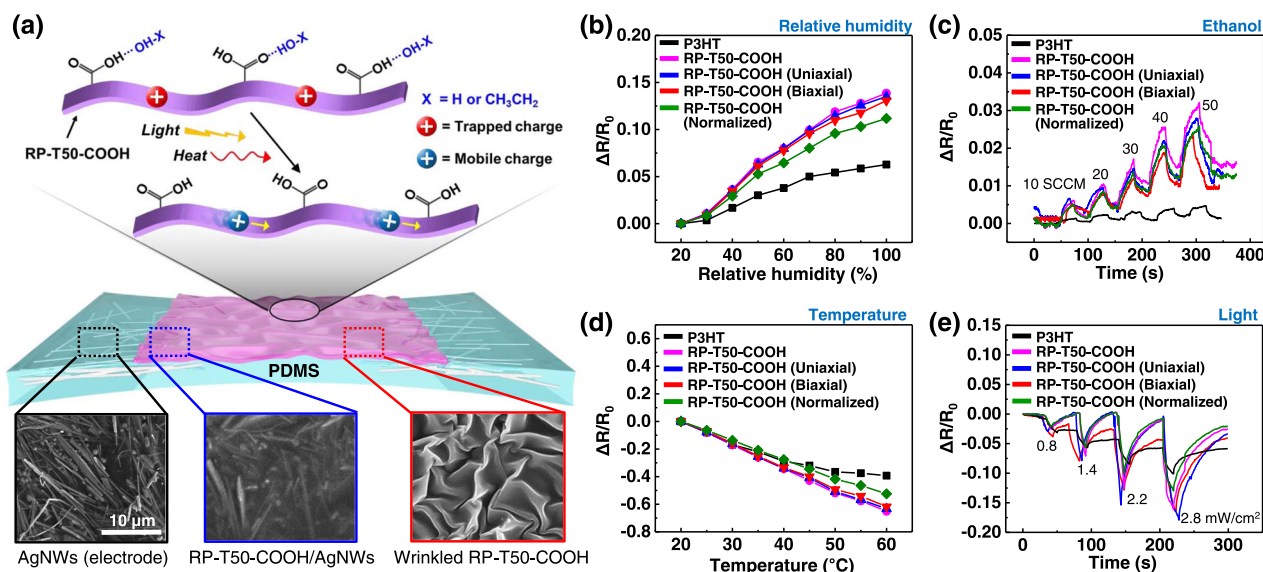 (a)
OH···OH-X
O
HO
O···HO-X
OH···OH-X
O
X = H or CH₃CH₂
+ = Trapped charge
+ = Mobile charge
Light
Heat
RP-T50-COOH
O
OH
HO
O
O
OH
PDMS
10 μm
AgNWs (electrode)
RP-T50-COOH/AgNWs
Wrinkled RP-T50-COOH
(b)
Relative humidity
P3HT
RP-T50-COOH
RP-T50-COOH (Uniaxial)
RP-T50-COOH (Biaxial)
RP-T50-COOH
(Normalized)
ΔR/R₀
0.20
0.15
0.10
0.05
0.00
20 40 60 80 100
Relative humidity (%)
(c)
Ethanol
P3HT
RP-T50-COOH
RP-T50-COOH (Uniaxial)
RP-T50-COOH (Biaxial)
RP-T50-COOH
(Normalized)
ΔR/R₀
0.05
0.04
0.03
0.02
0.01
0.00
10 SCCM
20
30
40
50
0 100 200 300 400
Time (s)
(d)
Temperature
P3HT
RP-T50-COOH
RP-T50-COOH (Uniaxial)
RP-T50-COOH (Biaxial)
RP-T50-COOH (Normalized)
ΔR/R₀
0.6
0.4
0.2
0.0
-0.2
-0.4
-0.6
-0.8
20 30 40 50 60
Temperature (°C)
(e)
Light
P3HT
RP-T50-COOH
RP-T50-COOH (Uniaxial)
RP-T50-COOH (Biaxial)
RP-T50-COOH (Normalized)
ΔR/R₀
0.15
0.10
0.05
0.00
-0.05
-0.10
-0.15
-0.20
0.8
1.4
2.2
2.8 mW/cm²
0 100 200 300
Time (s)